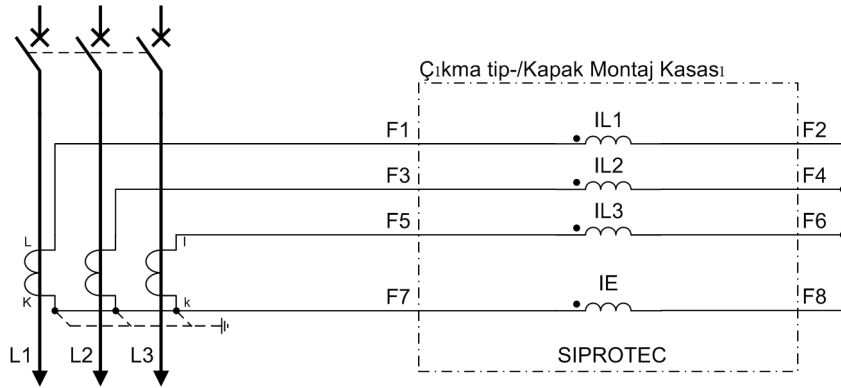 Çıkma tip-/Kapak Montaj Kasası
F1 IL1 F2
F3 IL2 F4
F5 IL3 F6
L l
K k
F7 IE F8
L1 L2 L3
SIPROTEC